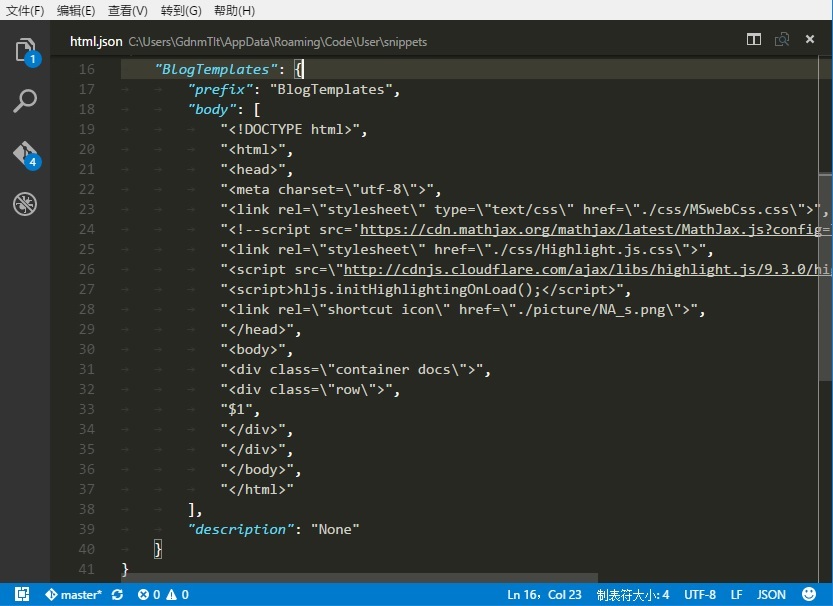 文件(F) 编辑(E) 查看(V) 转到(G) 帮助(H)
html.json C:\Users\GdnmTlt\AppData\Roaming\Code\User\snippets
1
4
16 "BlogTemplates": {
17 "prefix": "BlogTemplates",
18 "body": [
19 "<!DOCTYPE html>",
20 "<html>",
21 "<head>",
22 "<meta charset=\"utf-8\">",
23 "<link rel=\"stylesheet\" type=\"text/css\" href=\"./css/MSwebCss.css\">",
24 "<!--script src='https://cdn.mathjax.org/mathjax/latest/MathJax.js?config=
25 "<link rel=\"stylesheet\" href=\"./css/Highlight.js.css\">",
26 "<script src=\"http://cdnjs.cloudflare.com/ajax/libs/highlight.js/9.3.0/hi
27 "<script>hljs.initHighlightingOnLoad();</script>",
28 "<link rel=\"shortcut icon\" href=\"./picture/NA_s.png\">",
29 "</head>",
30 "<body>",
31 "<div class=\"container docs\">",
32 "<div class=\"row\">",
33 "$1",
34 "</div>",
35 "</div>",
36 "</body>",
37 "</html>"
38 ],
39 "description": "None"
40 }
41 }
master* 0 0 Ln 16, Col 23 制表符大小: 4 UTF-8 LF JSON